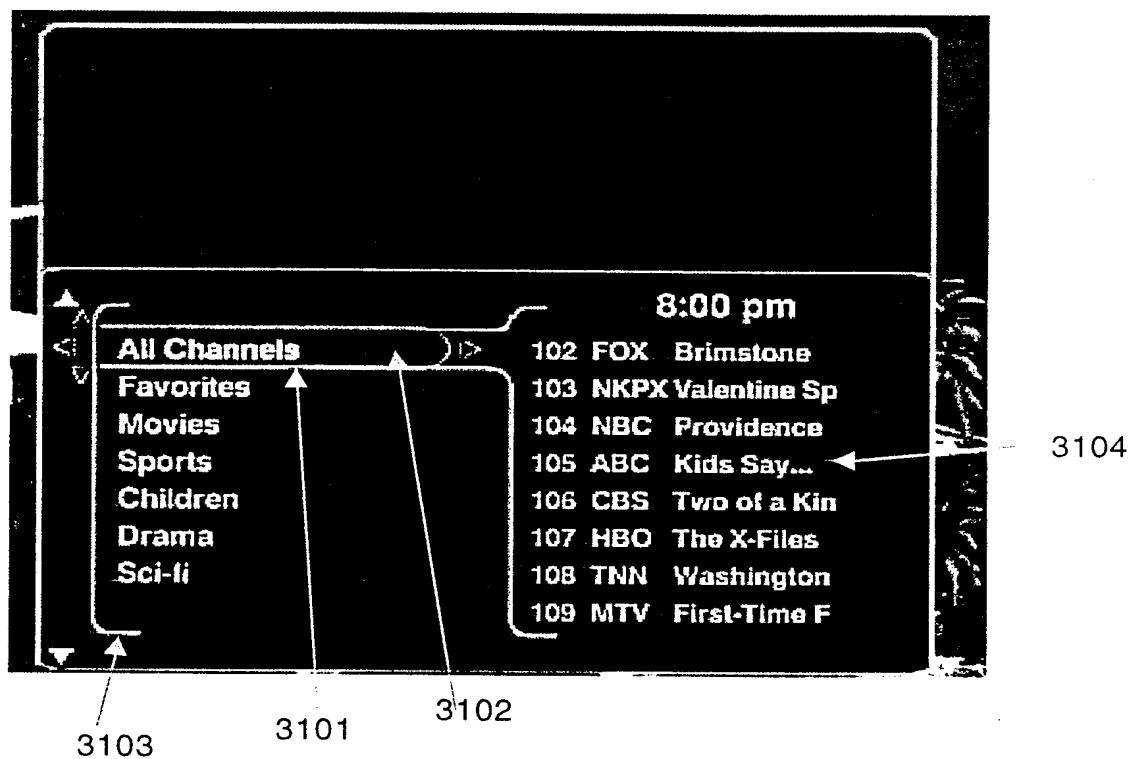 8:00 pm
All Channels
Favorites
Movies
Sports
Children
Drama
Sci-fi
102 FOX Brimstone
103 NKPX Valentine Sp
104 NBC Providence
105 ABC Kids Say...
106 CBS Two of a Kin
107 HBO The X-Files
108 TNN Washington
109 MTV First-Time F
3104
3102
3101
3103